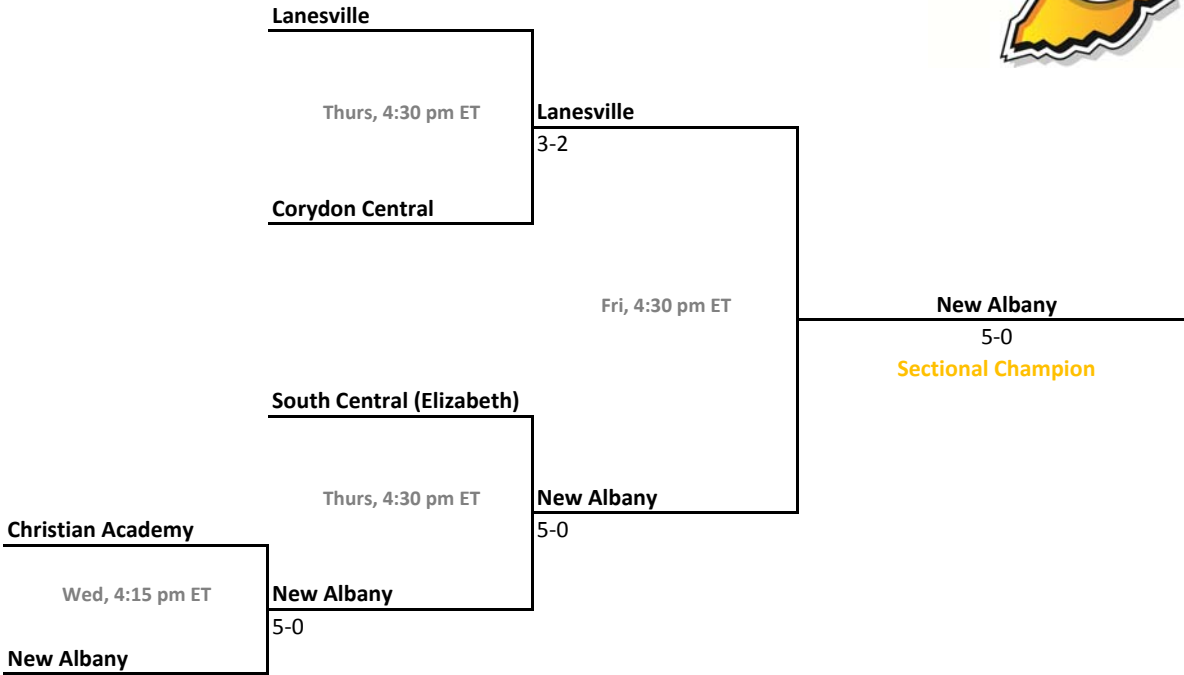 Lanesville
Thurs, 4:30 pm ET
Lanesville
3-2
Corydon Central
Fri, 4:30 pm ET
New Albany
5-0
Sectional Champion
South Central (Elizabeth)
Thurs, 4:30 pm ET
New Albany
5-0
Christian Academy
Wed, 4:15 pm ET
New Albany
5-0
New Albany